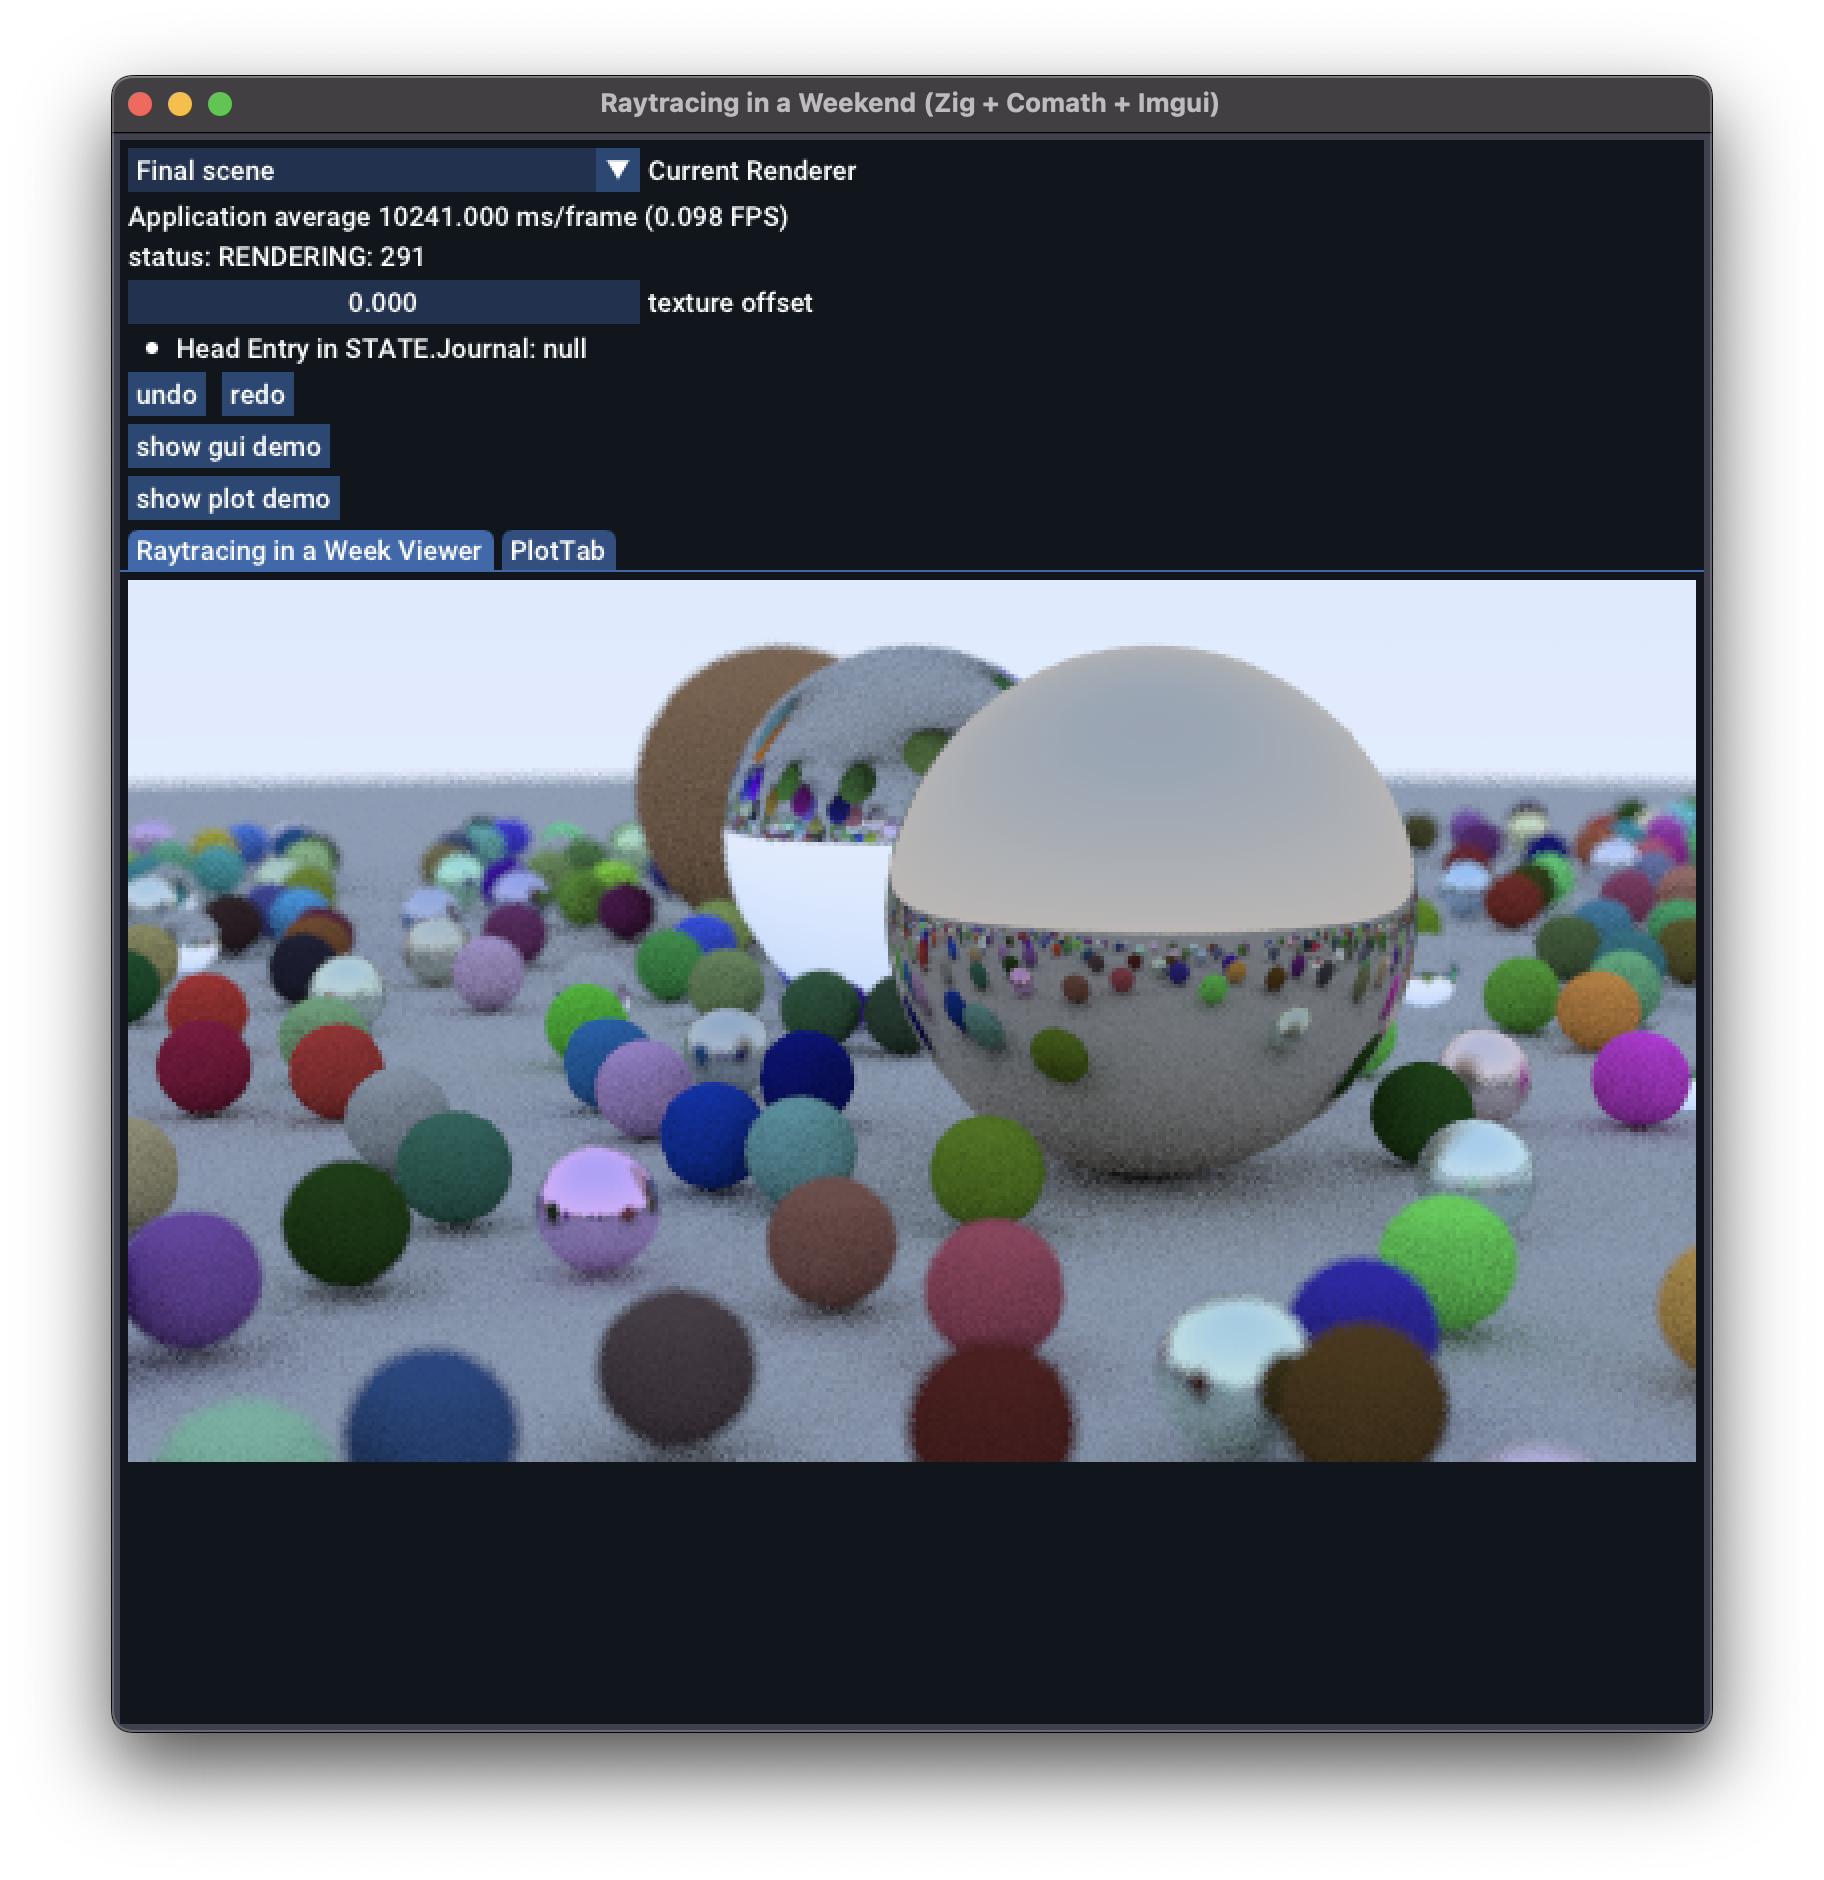 Raytracing in a Weekend (Zig + Comath + Imgui)
Final scene Current Renderer
Application average 10241.000 ms/frame (0.098 FPS)
status: RENDERING: 291
0.000 texture offset
Head Entry in STATE.Journal: null
undo redo
show gui demo
show plot demo
Raytracing in a Week Viewer PlotTab